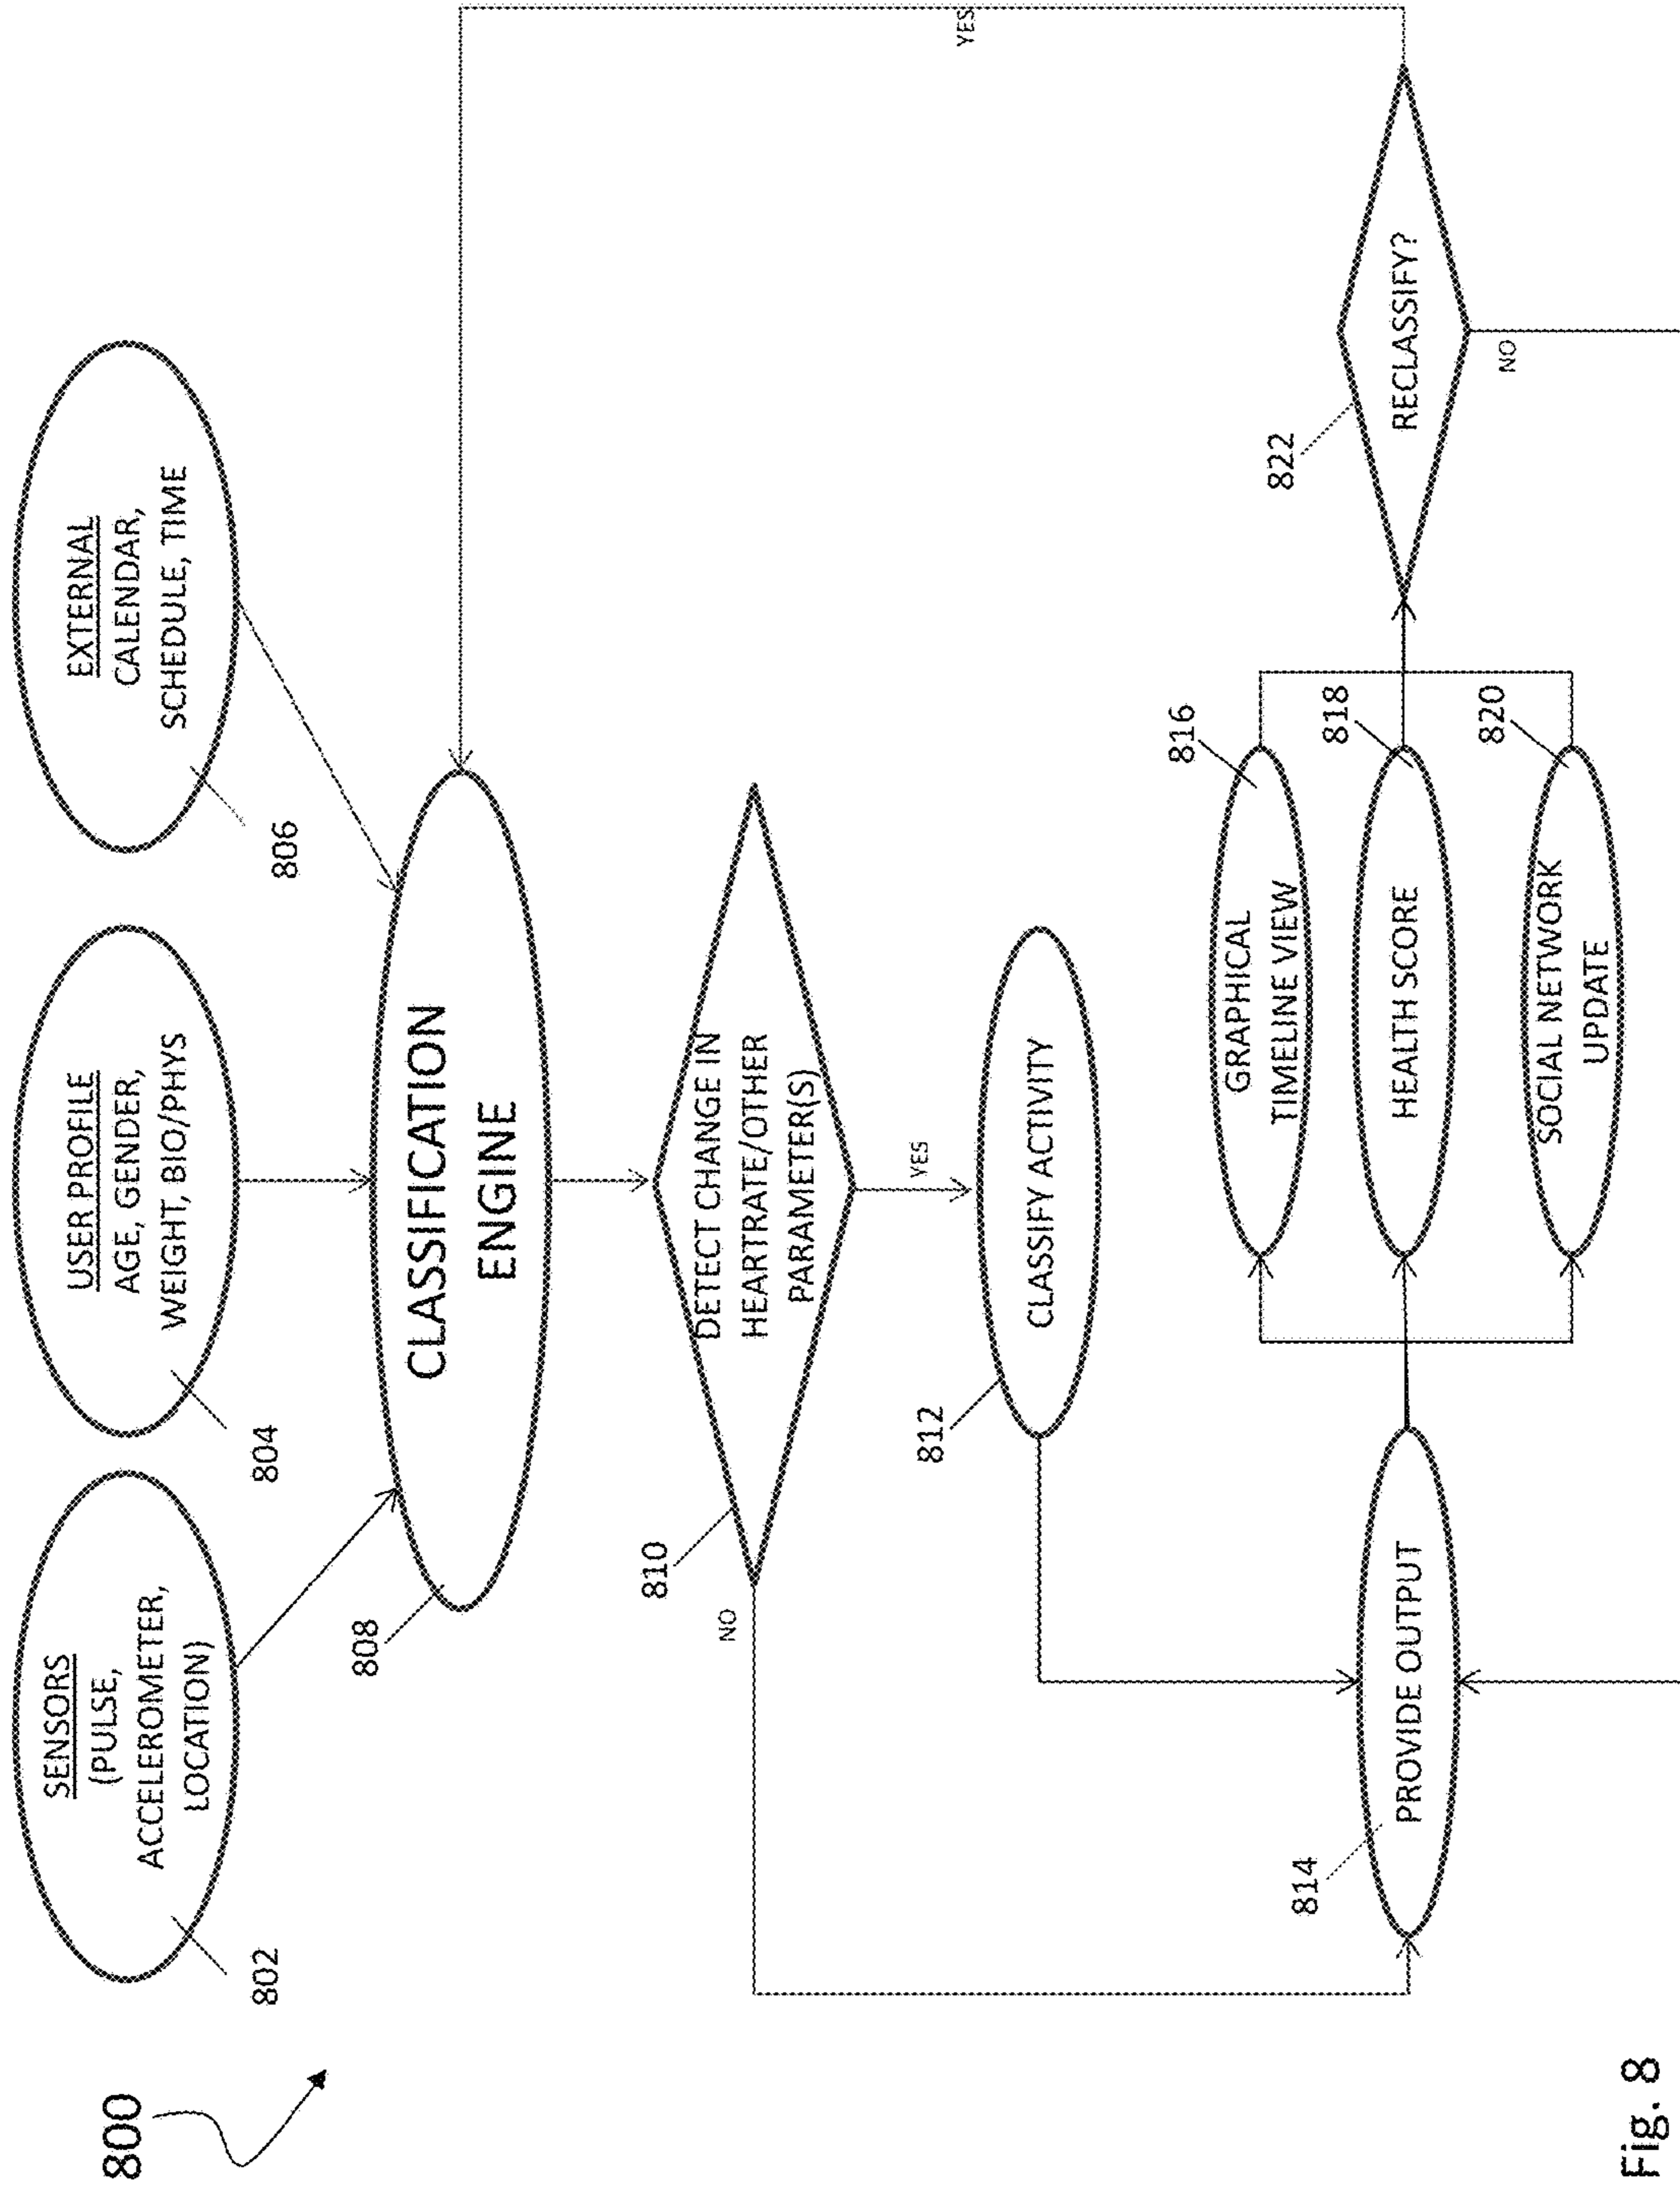 800
SENSORS
(PULSE,
ACCELEROMETER,
LOCATION)
802
USER PROFILE
AGE, GENDER,
WEIGHT, BIO/PHYS
804
EXTERNAL
CALENDAR,
SCHEDULE, TIME
806
CLASSIFICATION
ENGINE
808
DETECT CHANGE IN
HEARTRATE/OTHER
PARAMETER(S)
810
NO
YES
CLASSIFY ACTIVITY
812
PROVIDE OUTPUT
814
GRAPHICAL
TIMELINE VIEW
816
HEALTH SCORE
818
SOCIAL NETWORK
UPDATE
820
RECLASSIFY?
822
YES
NO
Fig. 8